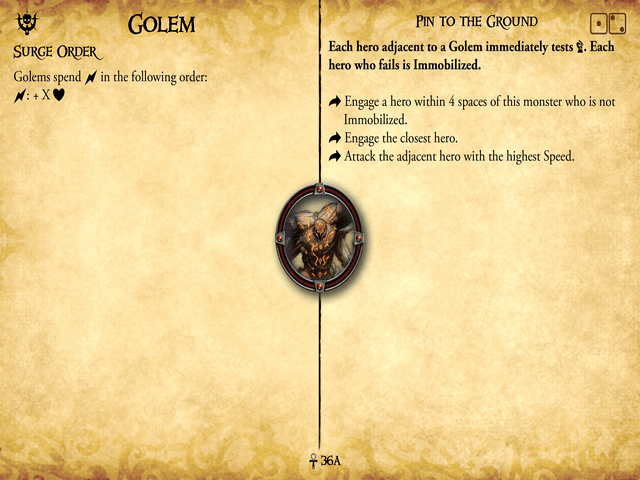 Golem
Surge Order
Golems spend in the following order:
: + X
Pin to the Ground
Each hero adjacent to a Golem immediately tests . Each
hero who fails is Immobilized.
Engage a hero within 4 spaces of this monster who is not
Immobilized.
Engage the closest hero.
Attack the adjacent hero with the highest Speed.
36A